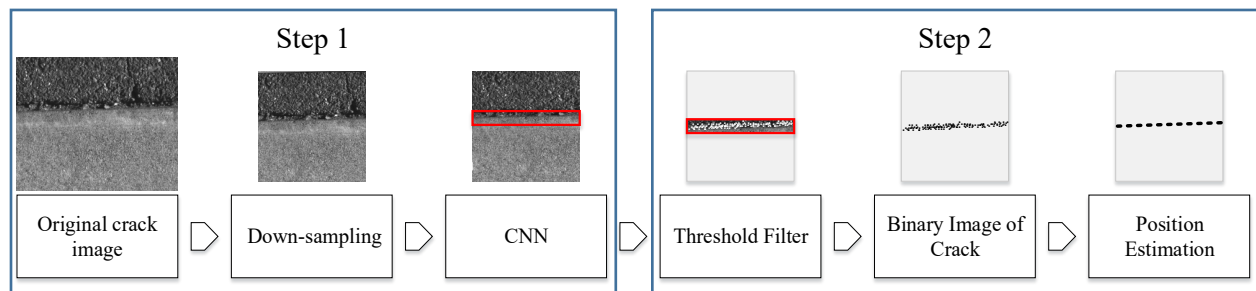 Step 1
Original crack
image
Down-sampling
CNN
Step 2
Threshold Filter
Binary Image of
Crack
Position
Estimation